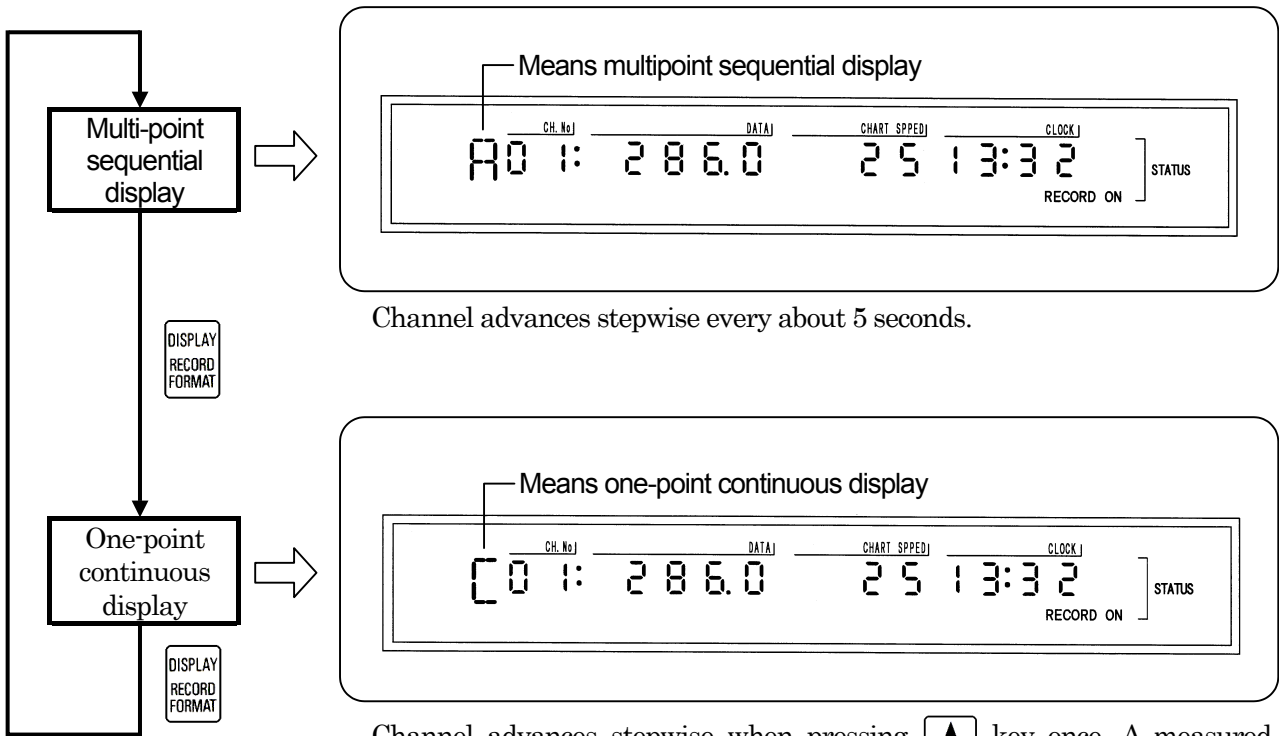 Means multipoint sequential display
Multi-point
sequential
display
CH. No DATA CHART SPPED CLOCK
A01: 286.0 25 13:32
STATUS
RECORD ON
Channel advances stepwise every about 5 seconds.
DISPLAY
RECORD
FORMAT
Means one-point continuous display
One-point
continuous
display
CH. No DATA CHART SPPED CLOCK
C01: 286.0 25 13:32
STATUS
RECORD ON
DISPLAY
RECORD
FORMAT
Channel advances stepwise when pressing ▲ key once. A measured